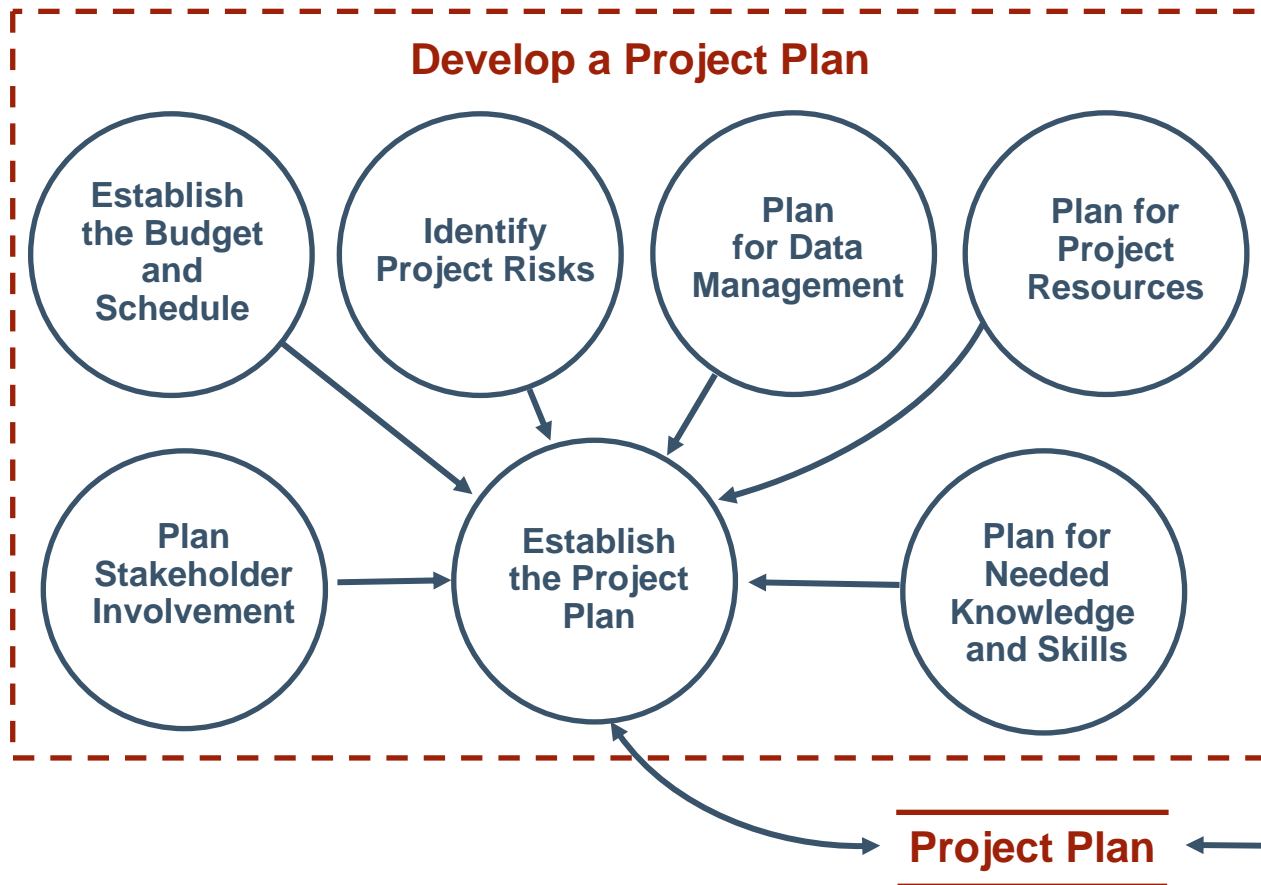 Develop a Project Plan
Establish
the Budget
and
Schedule
Identify
Project Risks
Plan
for Data
Management
Plan for
Project
Resources
Plan
Stakeholder
Involvement
Establish
the Project
Plan
Plan for
Needed
Knowledge
and Skills
Project Plan